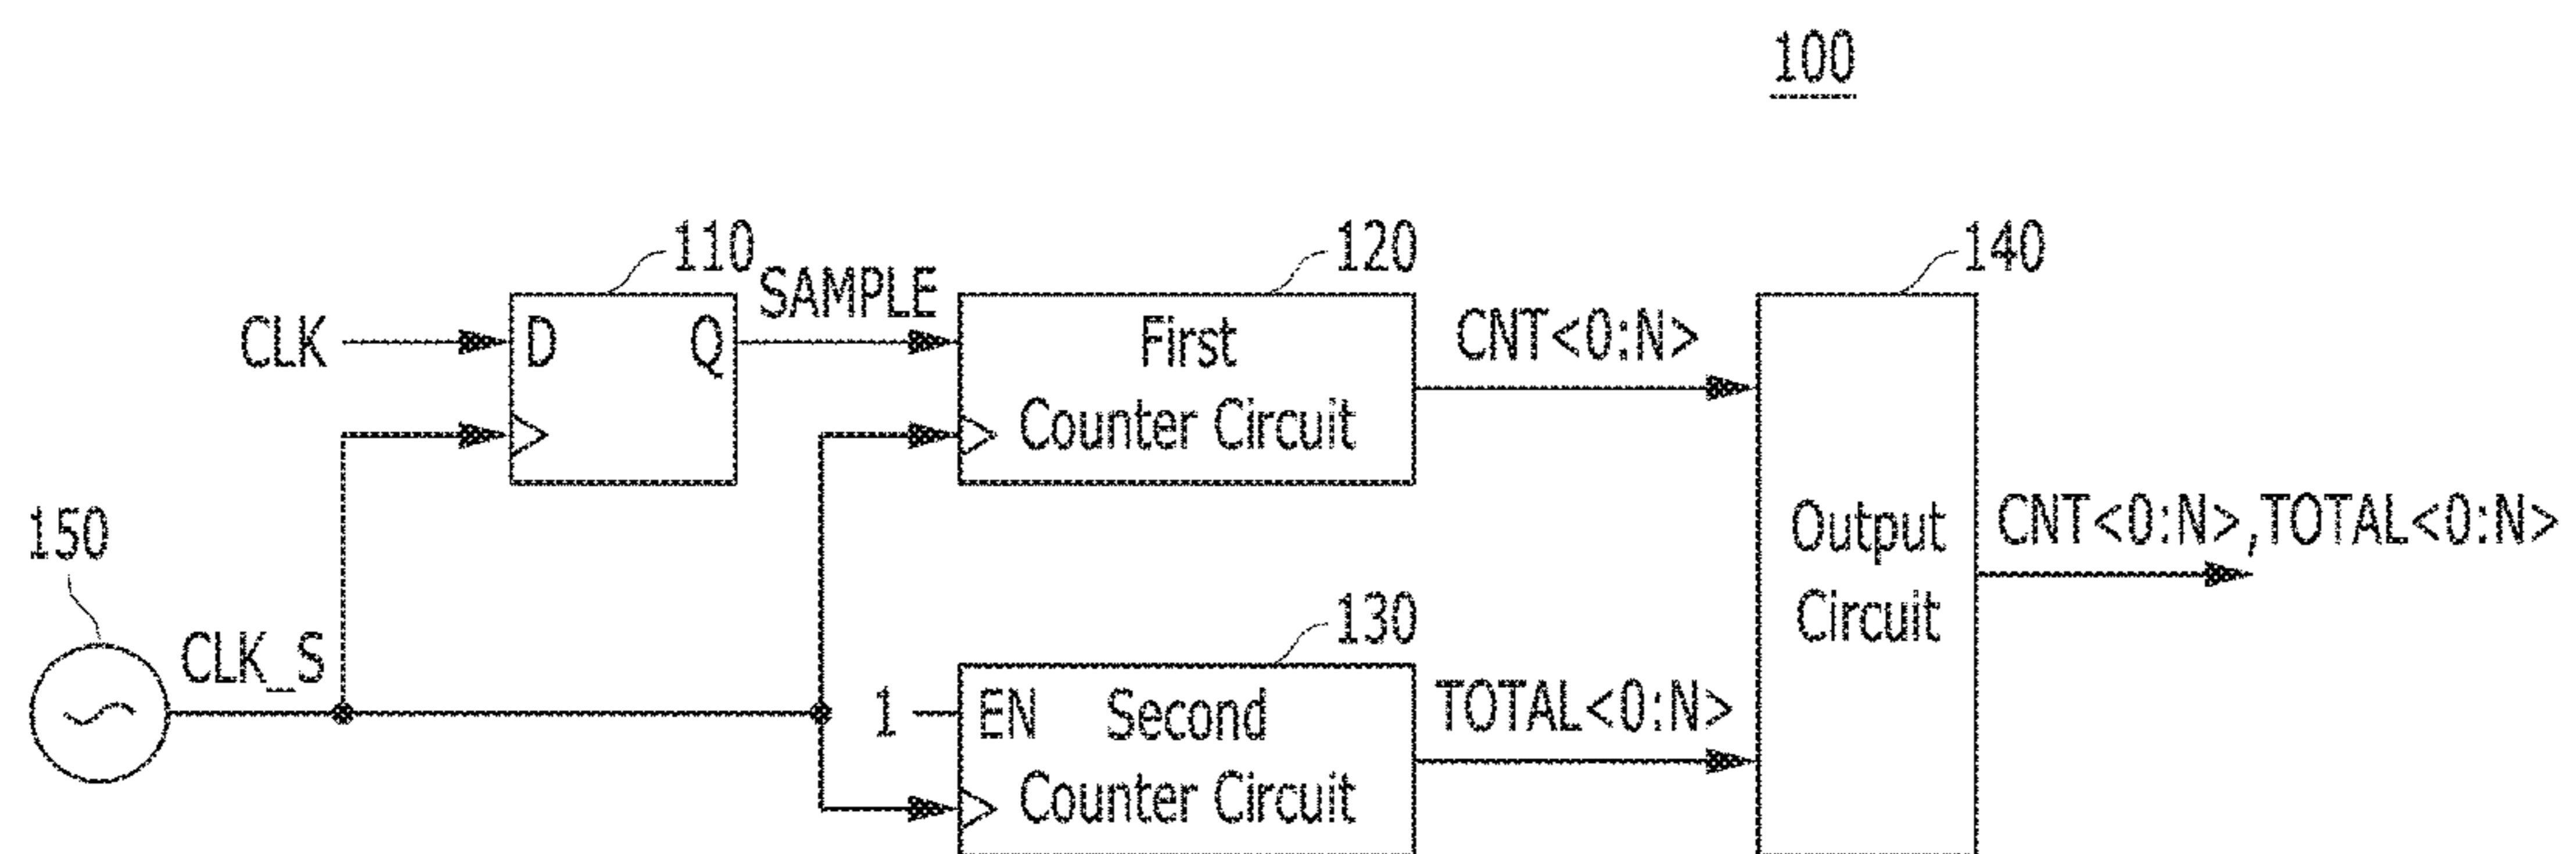 100
110
120
140
SAMPLE
CLK
D
Q
First
Counter Circuit
CNT<0:N>
150
CLK_S
Output
Circuit
CNT<0:N>,TOTAL<0:N>
130
1
EN
Second
Counter Circuit
TOTAL<0:N>